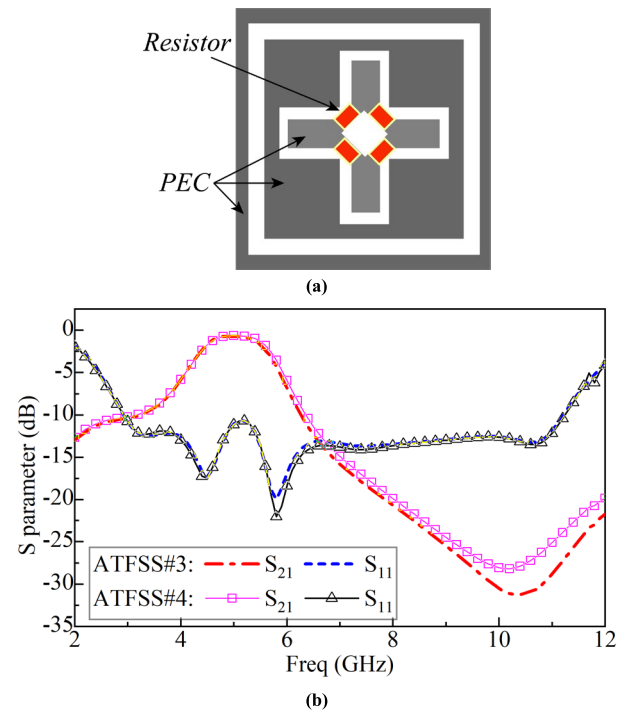 Resistor
PEC
(a)
0
-5
-10
-15
-20
-25
-30
-35
S parameter (dB)
ATFSS#3: S21 S11
ATFSS#4: S21 S11
2 4 6 8 10 12
Freq (GHz)
(b)